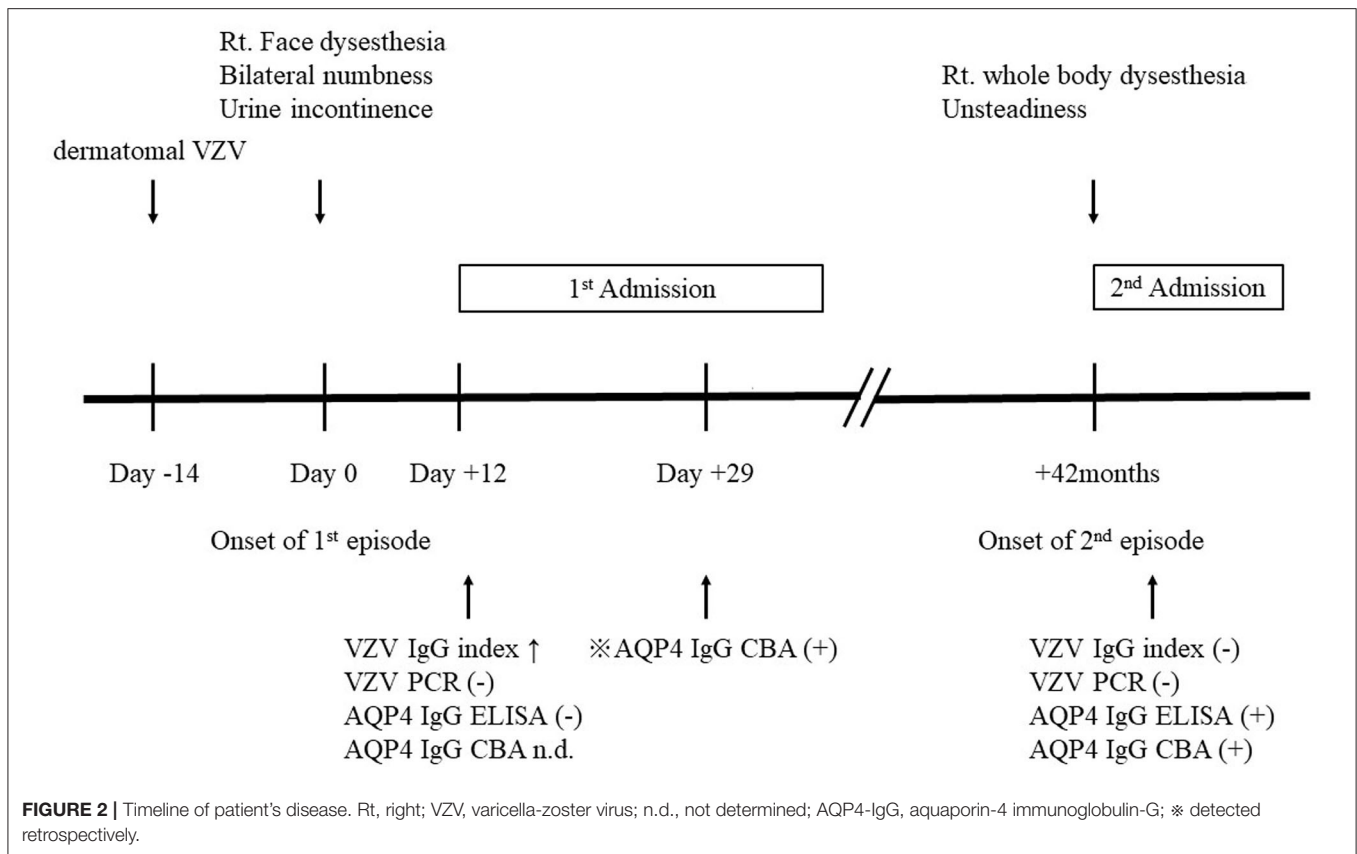 Rt. Face dysesthesia
Bilateral numbness
Urine incontinence
dermatomal VZV
Rt. whole body dysesthesia
Unsteadiness
1st Admission
2nd Admission
Day -14
Day 0
Day +12
Day +29
+42months
Onset of 1st episode
Onset of 2nd episode
VZV IgG index ↑
VZV PCR (-)
AQP4 IgG ELISA (-)
AQP4 IgG CBA n.d.
※AQP4 IgG CBA (+)
VZV IgG index (-)
VZV PCR (-)
AQP4 IgG ELISA (+)
AQP4 IgG CBA (+)
FIGURE 2 | Timeline of patient's disease. Rt, right; VZV, varicella-zoster virus; n.d., not determined; AQP4-IgG, aquaporin-4 immunoglobulin-G; ※ detected
retrospectively.